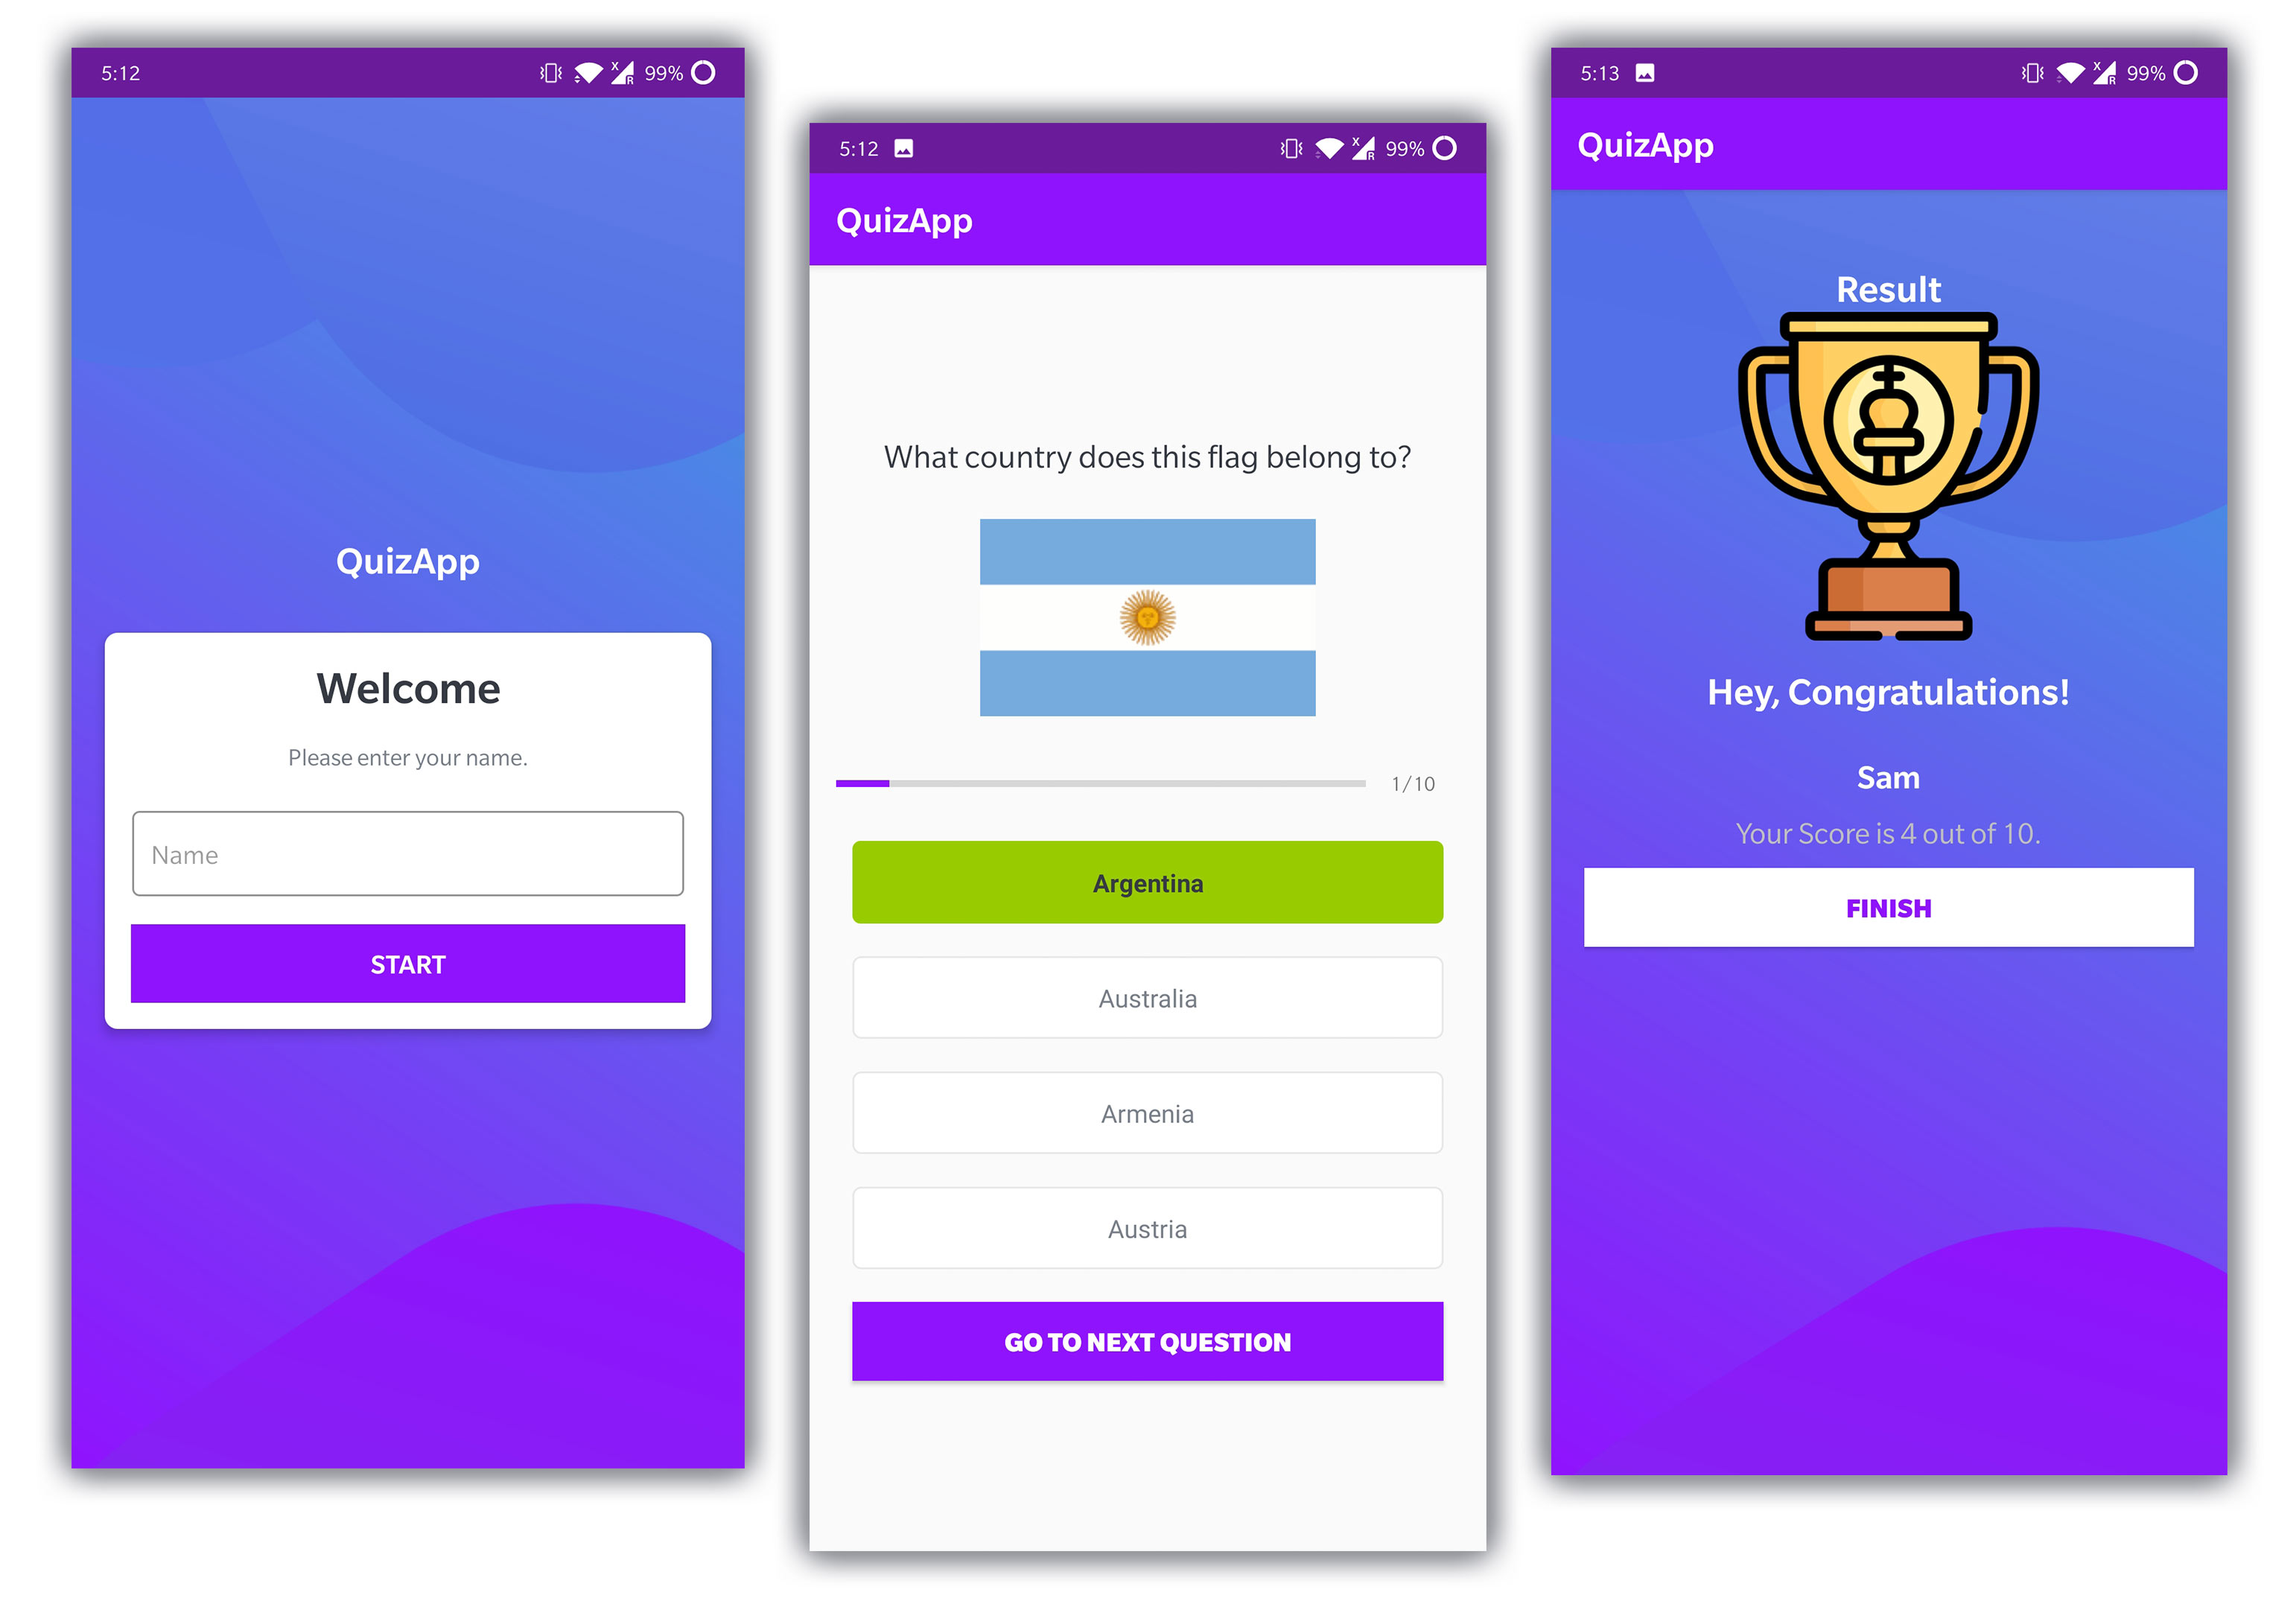 5:12
99%
QuizApp
Welcome
Please enter your name.
Name
START
5:12
X
R
99%
QuizApp
What country does this flag belong to?
1/10
Argentina
Australia
Armenia
Austria
GO TO NEXT QUESTION
5:13
X
R
99%
QuizApp
Result
Hey, Congratulations!
Sam
Your Score is 4 out of 10.
FINISH